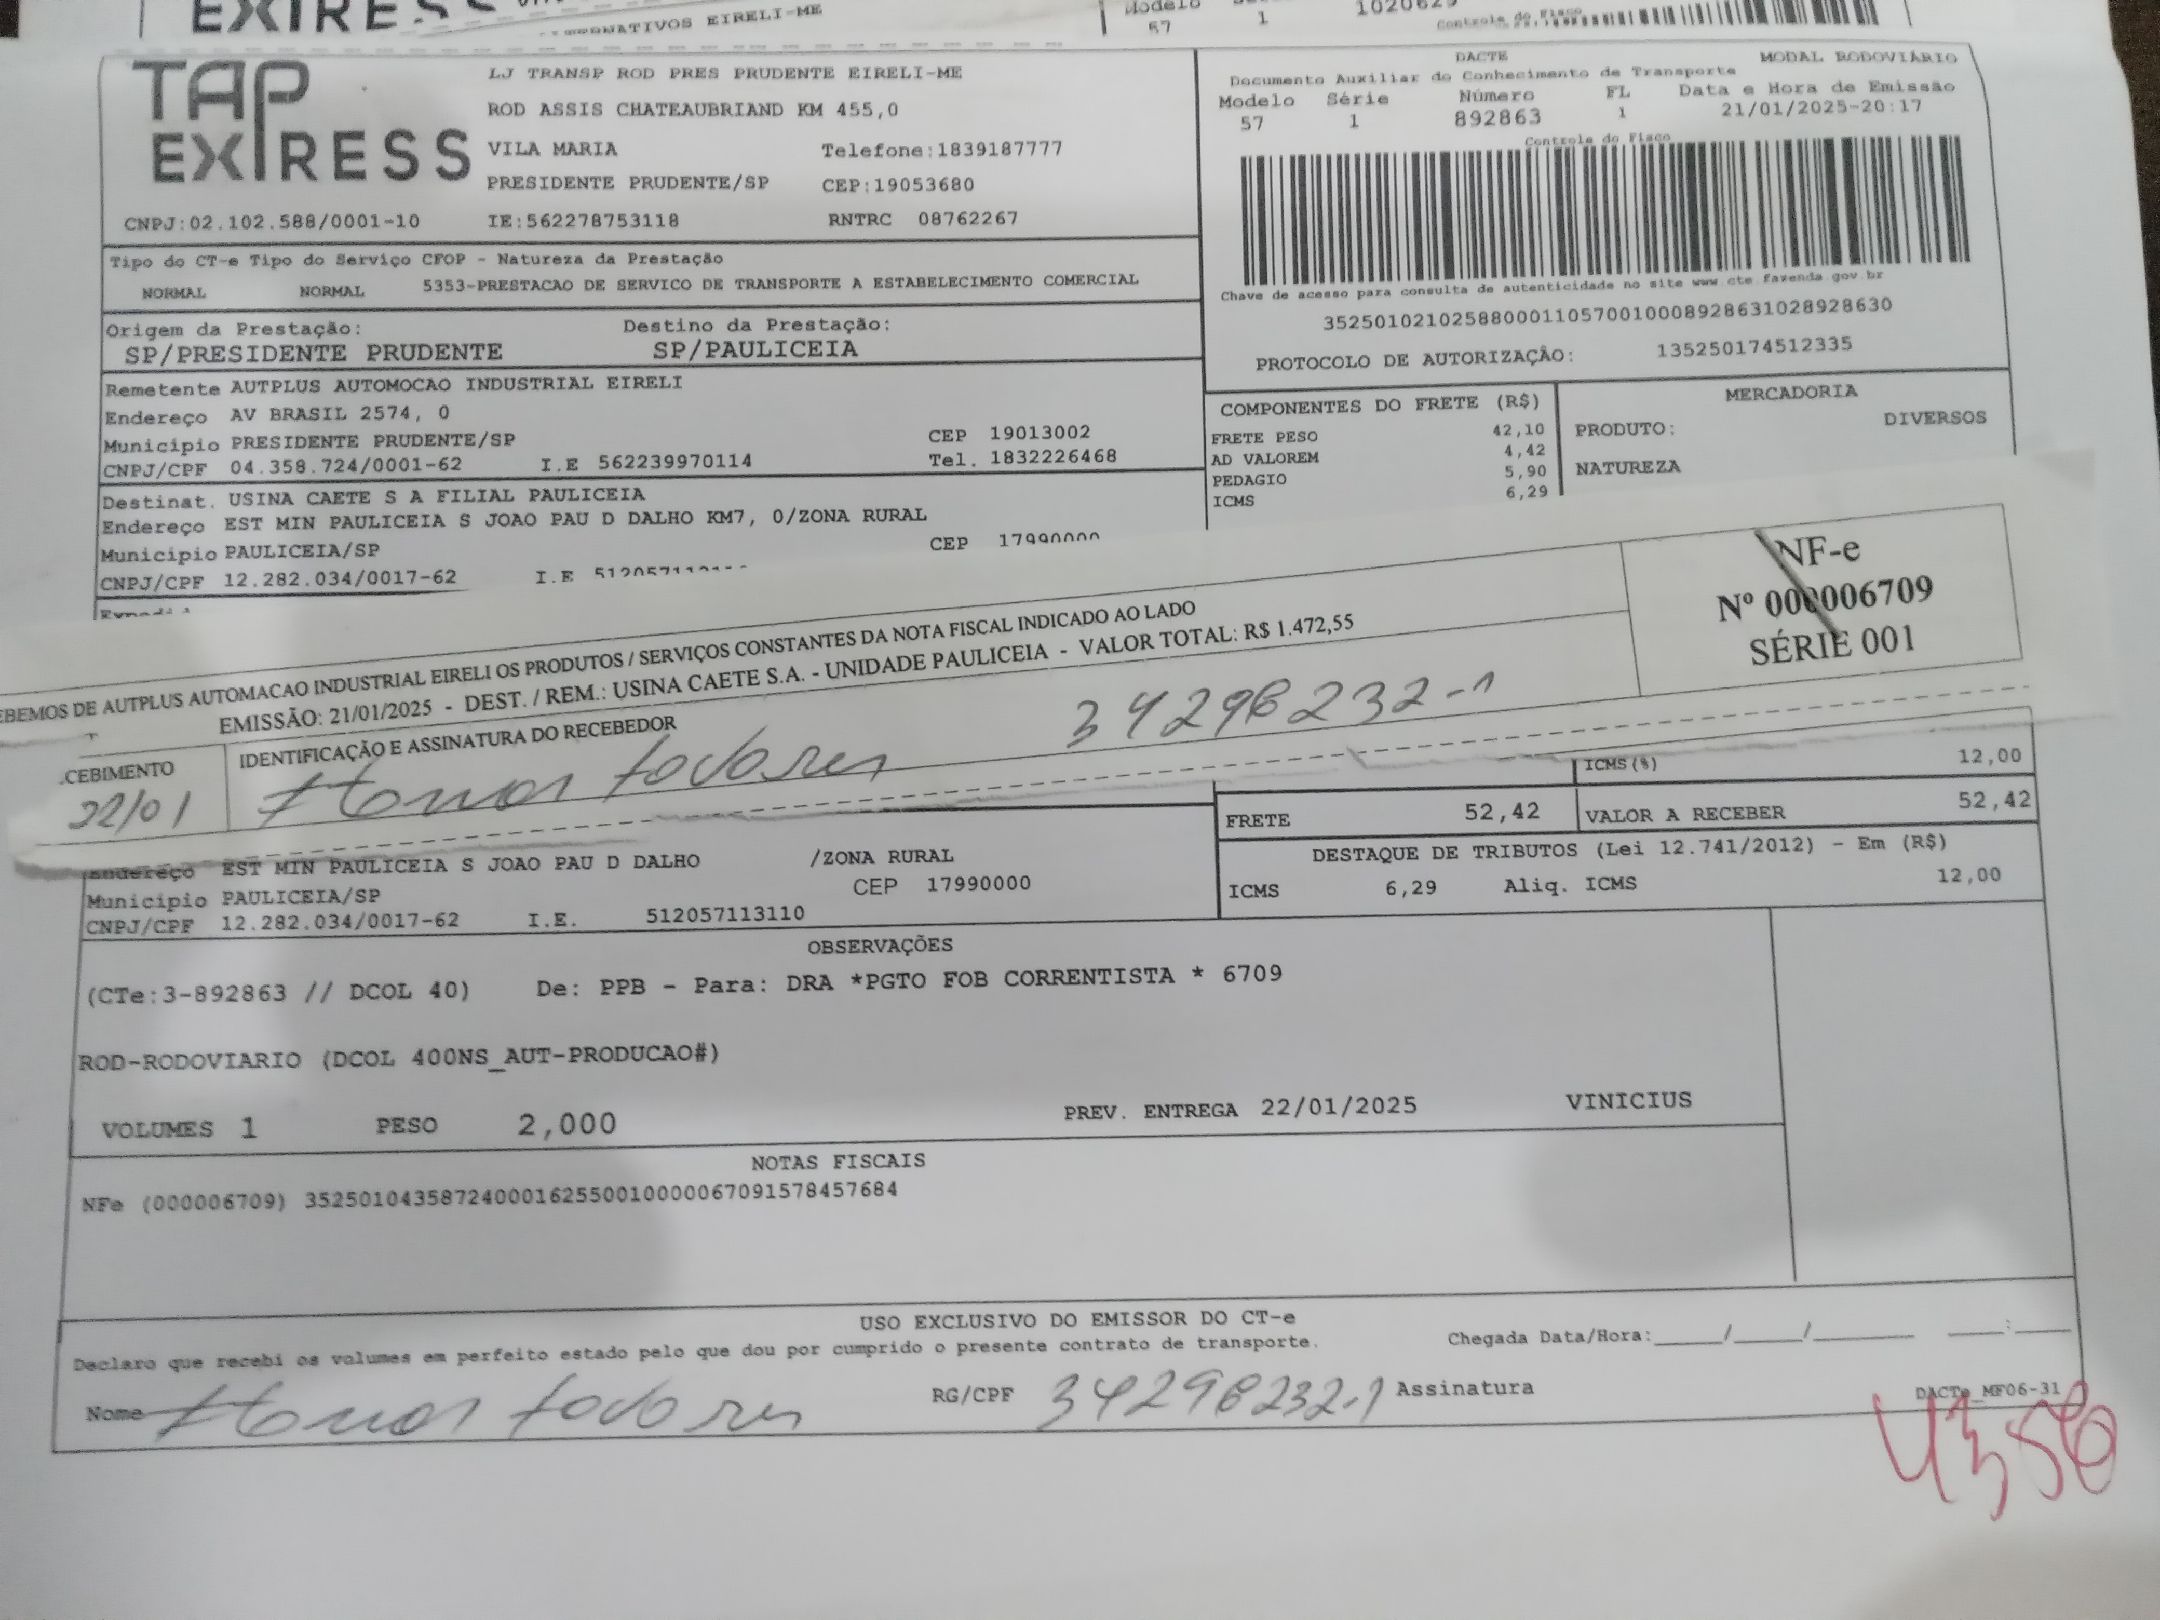 EIRELI-ME
Modelo
57
1
TAP EXPRESS
LJ TRANSP ROD PRES PRUDENTE EIRELI-ME
ROD ASSIS CHATEAUBRIAND KM 455,0
VILA MARIA Telefone:1839187777
PRESIDENTE PRUDENTE/SP CEP:19053680
CNPJ:02.102.588/0001-10 IE:562278753118 RNTRC 08762267
DACTE MODAL RODOVIÁRIO
Documento Auxiliar do Conhecimento de Transporte
Modelo Série Número FL Data e Hora de Emissão
57 1 892863 1 21/01/2025-20:17
Controle do Fisco
Chave de acesso para consulta de autenticidade no site www.cte.fazenda.gov.br
35250102102588000110570010008928631028928630
PROTOCOLO DE AUTORIZAÇÃO: 135250174512335
Tipo do CT-e Tipo do Serviço CFOP - Natureza da Prestação
NORMAL NORMAL 5353-PRESTACAO DE SERVICO DE TRANSPORTE A ESTABELECIMENTO COMERCIAL
Origem da Prestação: Destino da Prestação:
SP/PRESIDENTE PRUDENTE SP/PAULICEIA
Remetente AUTPLUS AUTOMOCAO INDUSTRIAL EIRELI
Endereço AV BRASIL 2574, 0
Municipio PRESIDENTE PRUDENTE/SP CEP 19013002
CNPJ/CPF 04.358.724/0001-62 I.E 562239970114 Tel. 1832226468
COMPONENTES DO FRETE (R$)
FRETE PESO 42,10
AD VALOREM 4,42
PEDAGIO 5,90
ICMS 6,29
MERCADORIA
PRODUTO: DIVERSOS
NATUREZA
Destinat. USINA CAETE S A FILIAL PAULICEIA
Endereço EST MIN PAULICEIA S JOAO PAU D DALHO KM7, 0/ZONA RURAL
Municipio PAULICEIA/SP CEP 17990000
CNPJ/CPF 12.282.034/0017-62 I.E
EBEMOS DE AUTPLUS AUTOMACAO INDUSTRIAL EIRELI OS PRODUTOS / SERVIÇOS CONSTANTES DA NOTA FISCAL INDICADO AO LADO
EMISSÃO: 21/01/2025 - DEST. / REM.: USINA CAETE S.A. - UNIDADE PAULICEIA - VALOR TOTAL: R$ 1.472,55
NF-e
Nº 000006709
SÉRIE 001
CEBIMENTO IDENTIFICAÇÃO E ASSINATURA DO RECEBEDOR
22/01 34298232-1
ICMS(%) 12,00
FRETE 52,42 VALOR A RECEBER 52,42
DESTAQUE DE TRIBUTOS (Lei 12.741/2012) - Em (R$)
ICMS 6,29 Aliq. ICMS 12,00
Endereço EST MIN PAULICEIA S JOAO PAU D DALHO /ZONA RURAL
Municipio PAULICEIA/SP CEP 17990000
CNPJ/CPF 12.282.034/0017-62 I.E. 512057113110
OBSERVAÇÕES
(CTe:3-892863 // DCOL 40) De: PPB - Para: DRA *PGTO FOB CORRENTISTA * 6709
ROD-RODOVIARIO (DCOL 400NS_AUT-PRODUCAO#)
VOLUMES 1 PESO 2,000 PREV. ENTREGA 22/01/2025 VINICIUS
NOTAS FISCAIS
NFe (000006709) 35250104358724000162550010000067091578457684
USO EXCLUSIVO DO EMISSOR DO CT-e
Declaro que recebi os volumes em perfeito estado pelo que dou por cumprido o presente contrato de transporte. Chegada Data/Hora:____/____/______ ___:___
Nome RG/CPF 34298232-1 Assinatura
DACTe_MF06-31